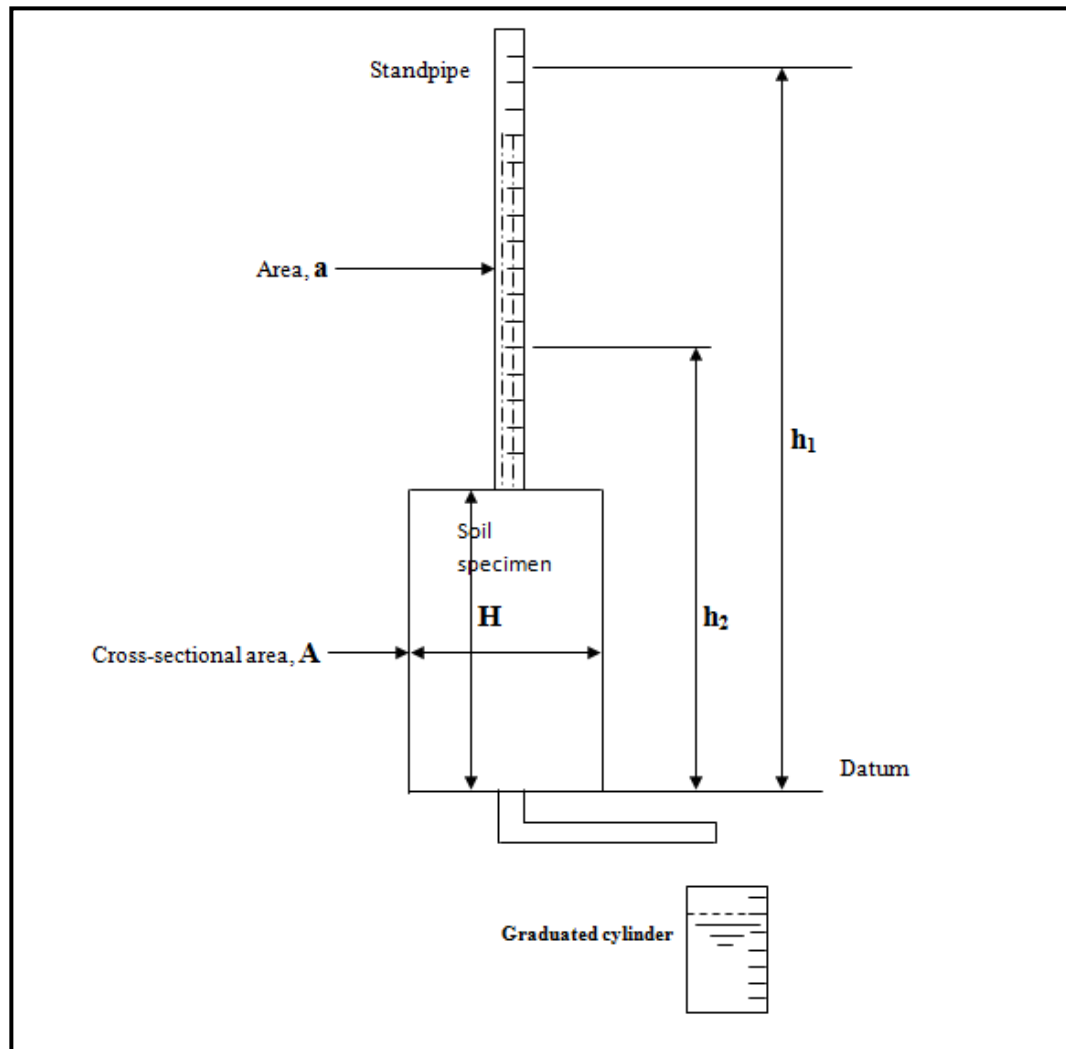 Standpipe
Area, a
h₁
Soil
specimen
H
h₂
Cross-sectional area, A
Datum
Graduated cylinder